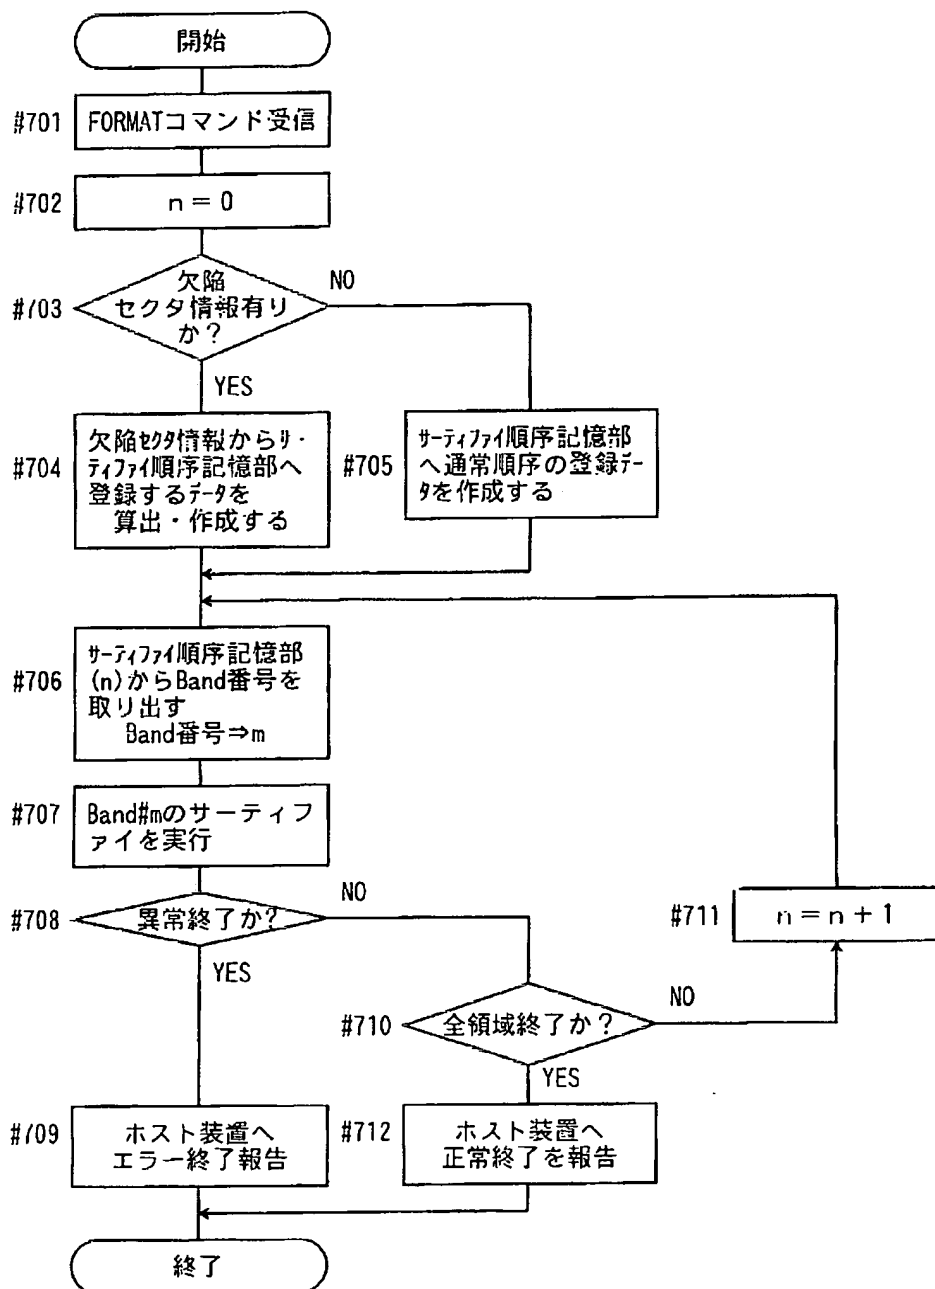 開始
#701
FORMATコマンド受信
#702
n=0
#703
欠陥
セクタ情報有り
か?
NO
YES
#704
欠陥セクタ情報からサ-
ティファイ順序記憶部へ
登録するデータを
算出・作成する
#705
サーティファイ順序記憶部
へ通常順序の登録デー
タを作成する
#706
サーティファイ順序記憶部
(n)からBand番号を
取り出す
Band番号⇒m
#707
Band#mのサーティフ
ァイを実行
#708
異常終了か?
NO
YES
#711
n=n+1
#710
全領域終了か?
NO
YES
#709
ホスト装置へ
エラー終了報告
#712
ホスト装置へ
正常終了を報告
終了